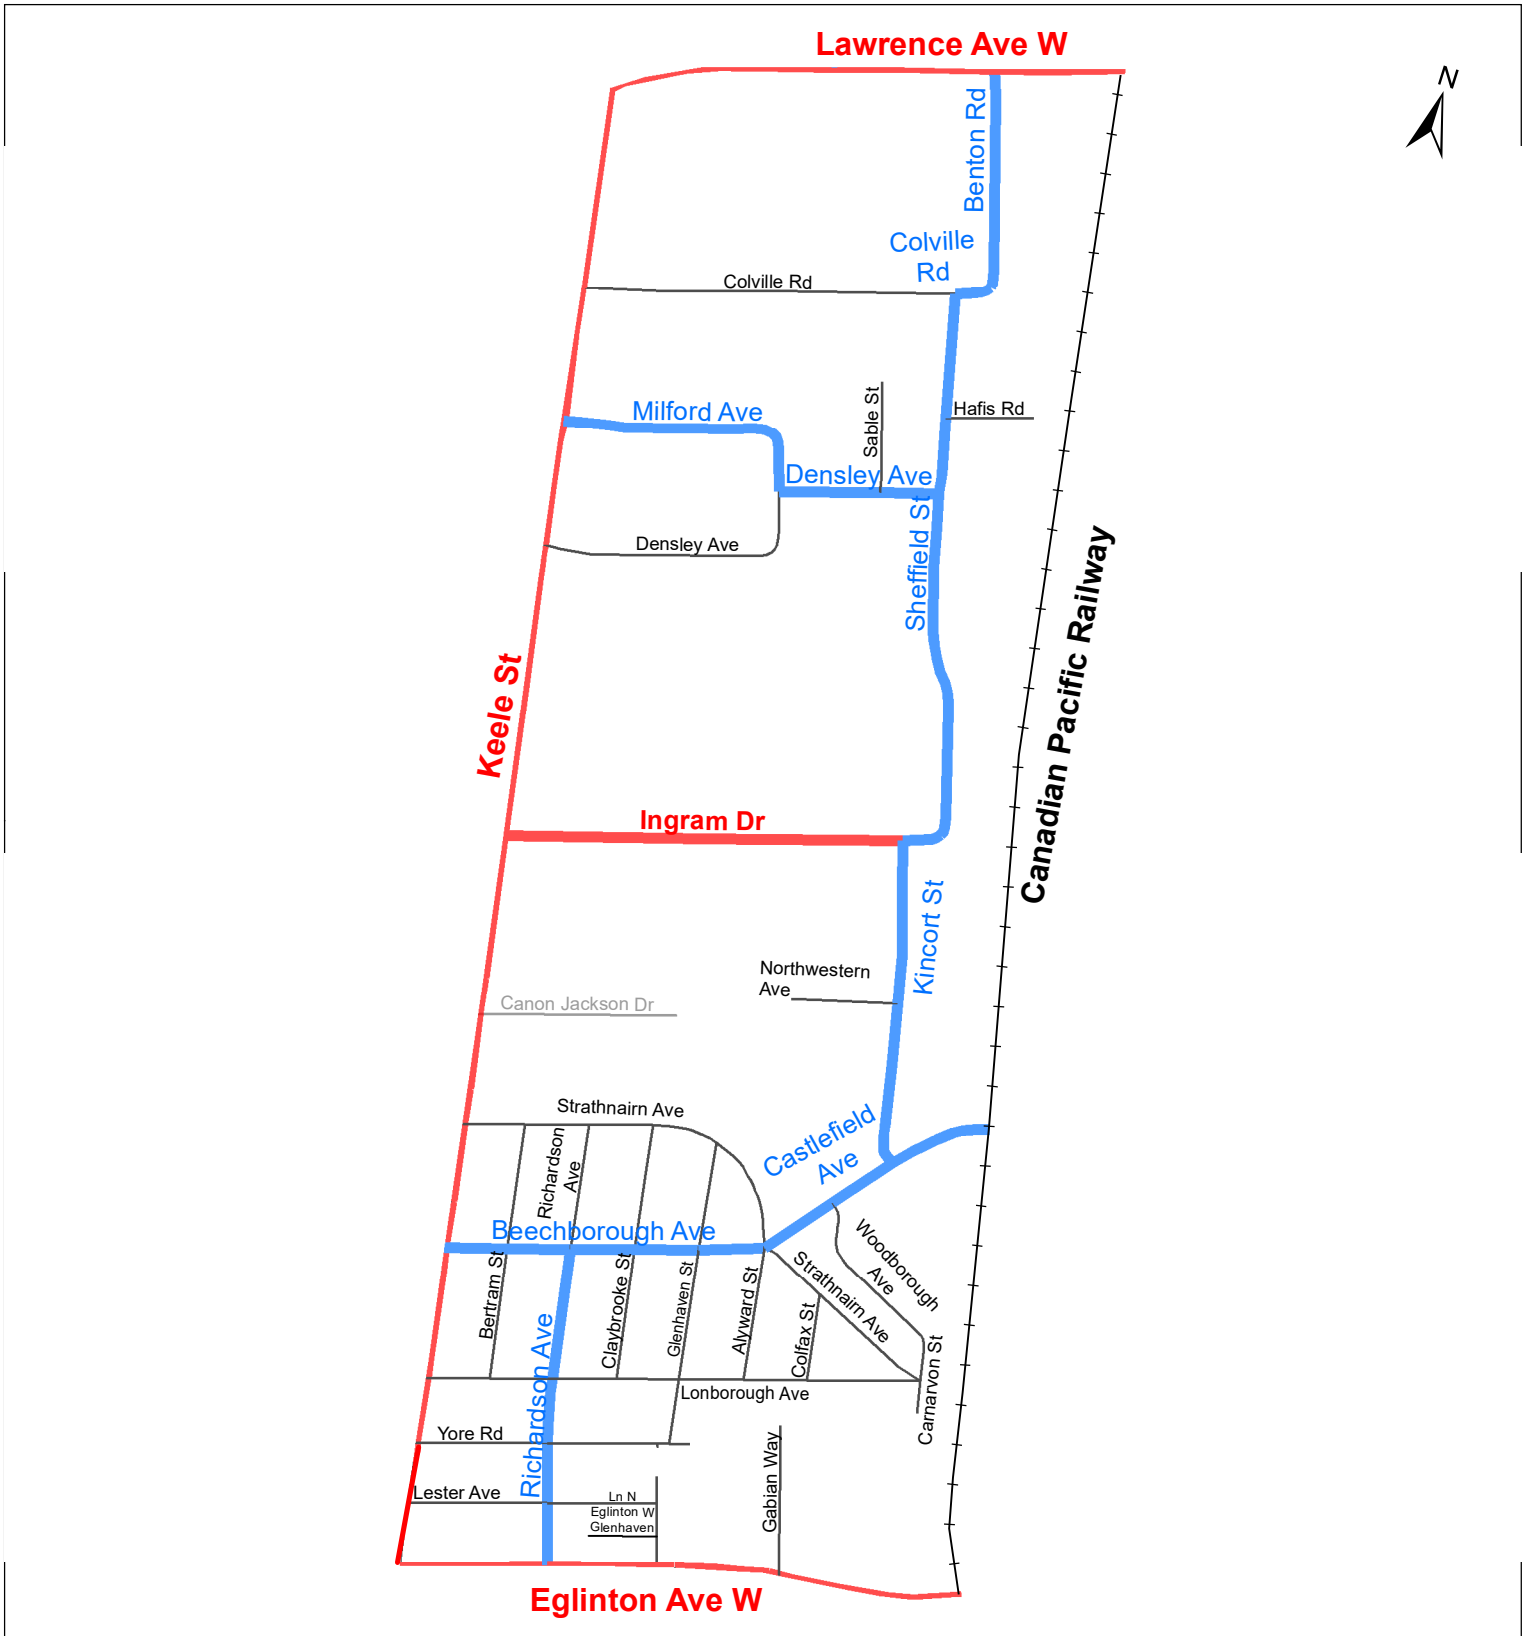 Lawrence Ave W
N
Benton Rd
Colville
Rd
Colville Rd
Milford Ave
Sable St
Hafis Rd
Densley Ave
Sheffield St
Densley Ave
Canadian Pacific Railway
Keele St
Ingram Dr
Kincort St
Northwestern
Ave
Canon Jackson Dr
Strathnairn Ave
Castlefield
Ave
Richardson
Ave
Beechborough Ave
Woodborough
Ave
Bertram St
Claybrooke St
Glenhaven St
Alyward St
Strathnairn Ave
Colfax St
Richardson Ave
Carnarvon St
Lonborough Ave
Yore Rd
Gabian Way
Lester Ave
Ln N
Eglinton W
Glenhaven
Eglinton Ave W